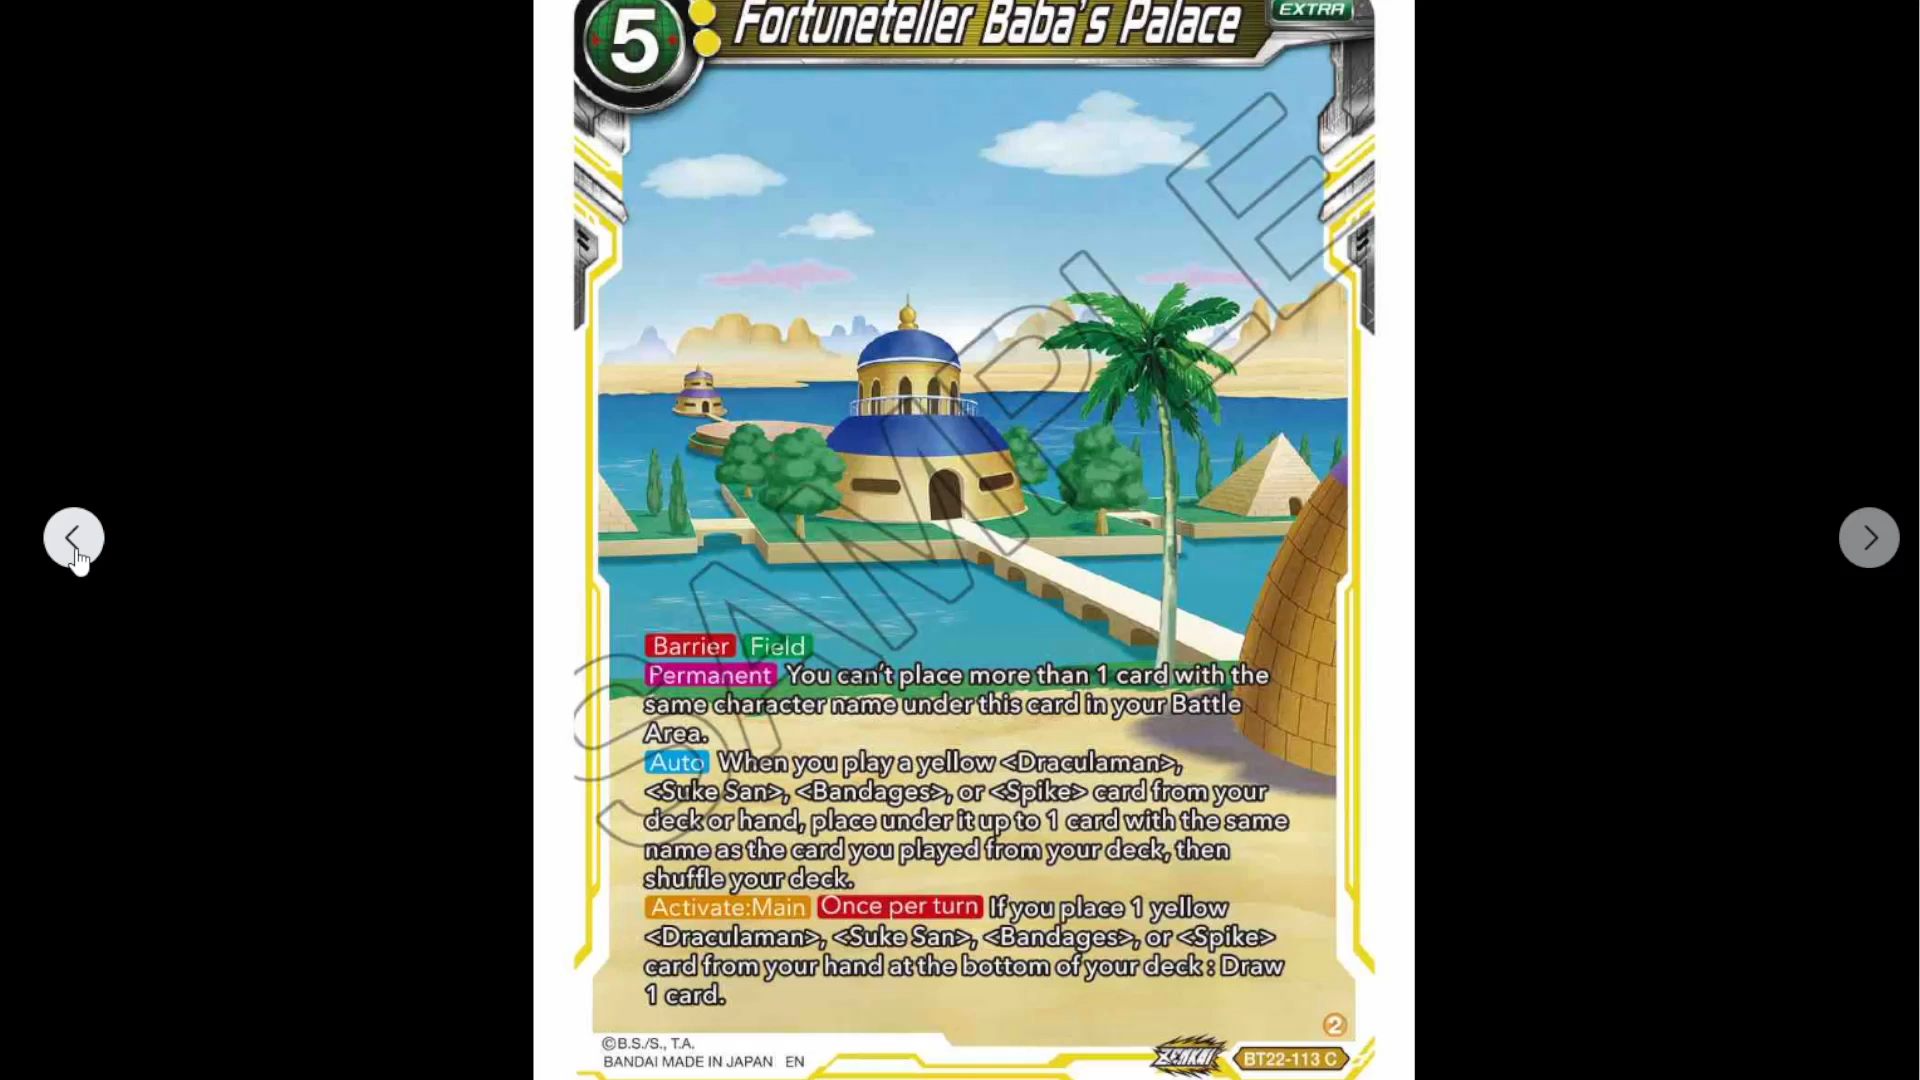 5
Fortuneteller Baba's Palace
EXTRA
SAMPLE
Barrier Field
Permanent You can't place more than 1 card with the
same character name under this card in your Battle
Area.
Auto When you play a yellow <Draculaman>,
<Suke San>, <Bandages>, or <Spike> card from your
deck or hand, place under it up to 1 card with the same
name as the card you played from your deck, then
shuffle your deck.
Activate:Main Once per turn If you place 1 yellow
<Draculaman>, <Suke San>, <Bandages>, or <Spike>
card from your hand at the bottom of your deck : Draw
1 card.
2
©B.S./S., T.A.
BANDAI MADE IN JAPAN EN
ZENKAI
BT22-113 C